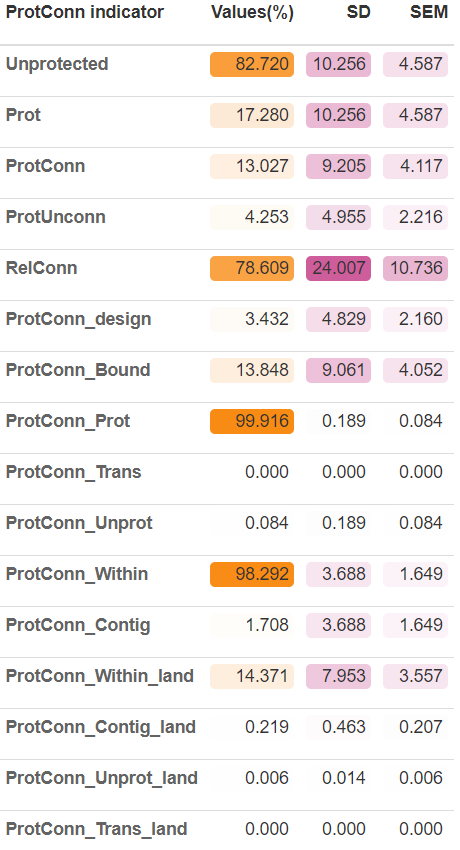 ProtConn indicator Values(%) SD SEM
Unprotected 82.720 10.256 4.587
Prot 17.280 10.256 4.587
ProtConn 13.027 9.205 4.117
ProtUnconn 4.253 4.955 2.216
RelConn 78.609 24.007 10.736
ProtConn_design 3.432 4.829 2.160
ProtConn_Bound 13.848 9.061 4.052
ProtConn_Prot 99.916 0.189 0.084
ProtConn_Trans 0.000 0.000 0.000
ProtConn_Unprot 0.084 0.189 0.084
ProtConn_Within 98.292 3.688 1.649
ProtConn_Contig 1.708 3.688 1.649
ProtConn_Within_land 14.371 7.953 3.557
ProtConn_Contig_land 0.219 0.463 0.207
ProtConn_Unprot_land 0.006 0.014 0.006
ProtConn_Trans_land 0.000 0.000 0.000